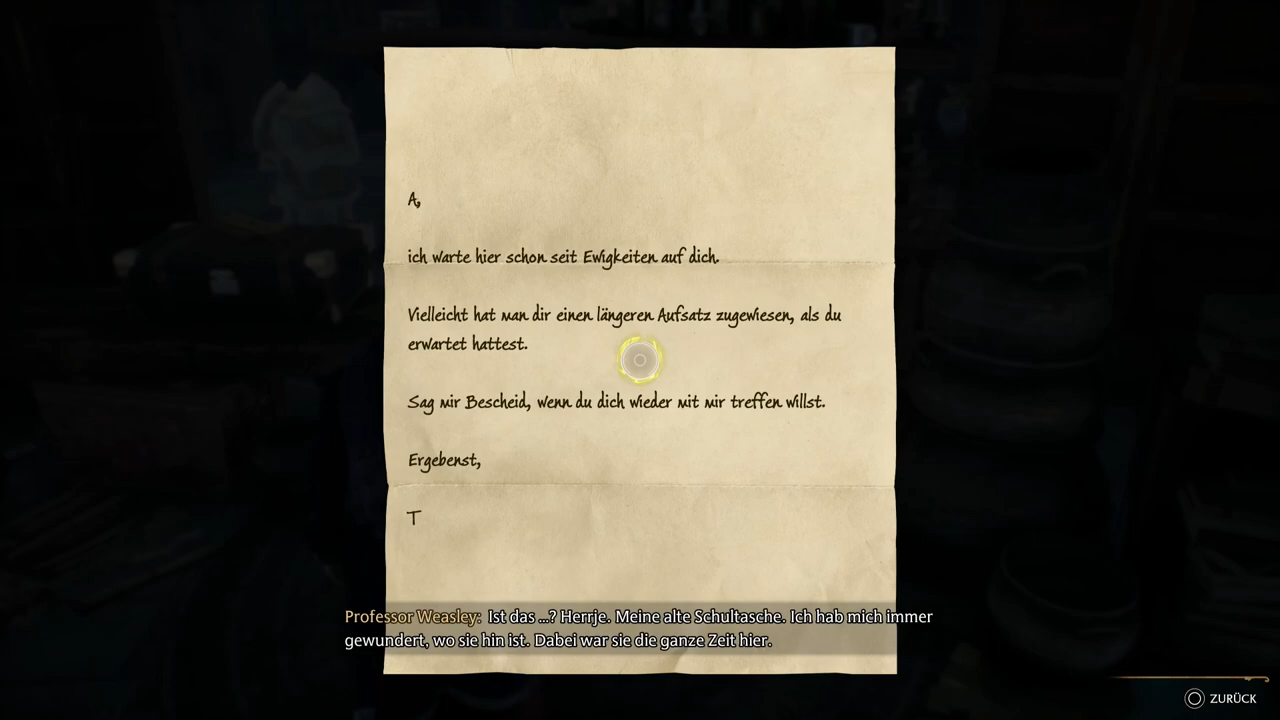 A,
ich warte hier schon seit Ewigkeiten auf dich.
Vielleicht hat man dir einen längeren Aufsatz zugewiesen, als du
erwartet hattest.
Sag mir Bescheid, wenn du dich wieder mit mir treffen willst.
Ergebenst,
T
Professor Weasley: Ist das ...? Herrje. Meine alte Schultasche. Ich hab mich immer
gewundert, wo sie hin ist. Dabei war sie die ganze Zeit hier.
ZURÜCK